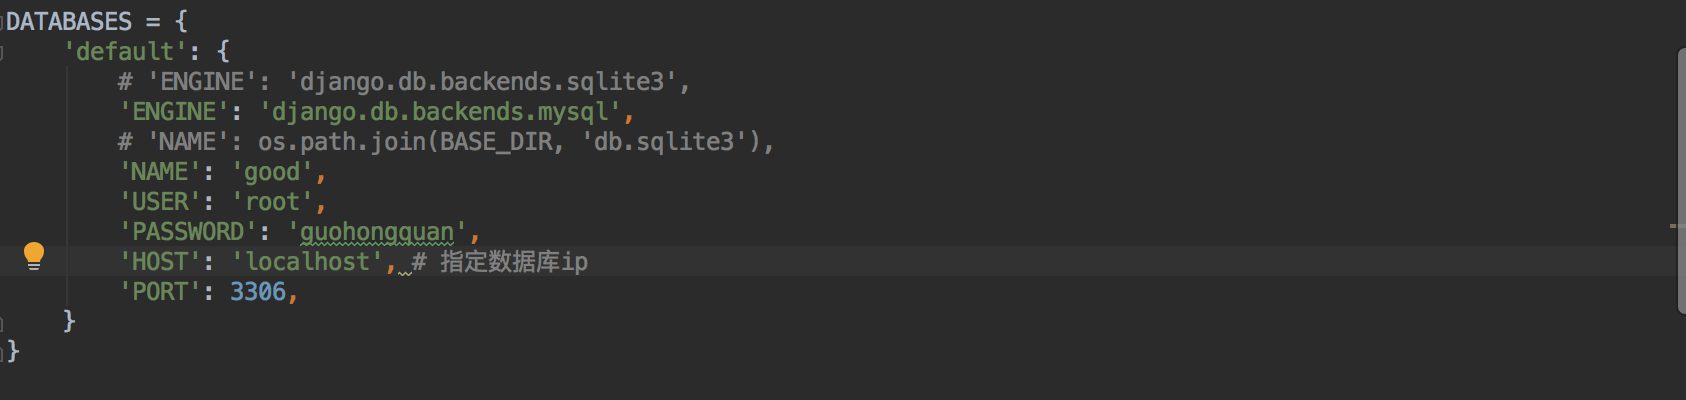 DATABASES = {
    'default': {
        # 'ENGINE': 'django.db.backends.sqlite3',
        'ENGINE': 'django.db.backends.mysql',
        # 'NAME': os.path.join(BASE_DIR, 'db.sqlite3'),
        'NAME': 'good',
        'USER': 'root',
        'PASSWORD': 'guohongquan',
        'HOST': 'localhost', # 指定数据库ip
        'PORT': 3306,
    }
}